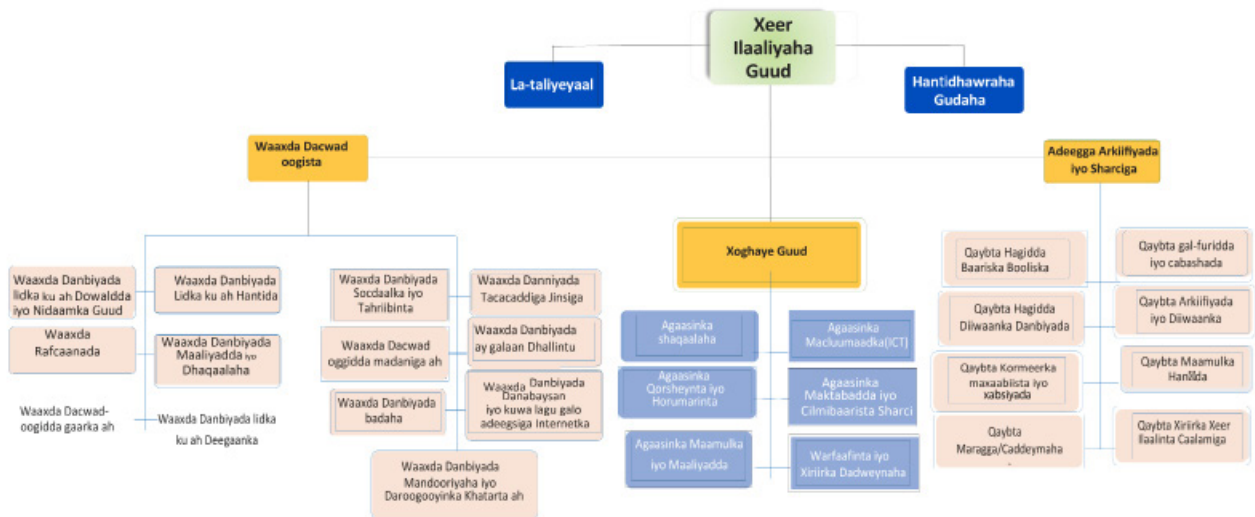 Xeer
Ilaaliyaha
Guud
La-taliyeyaal
Hantidhawraha
Gudaha
Waaxda Dacwad
oogista
Adeegga Arkiifiyada
iyo Sharciga
Xoghaye Guud
Waaxda Danbiyada
lidka ku ah Dowaldda
iyo Nidaamka Guud
Waaxda Danbiyada
Lidka ku ah Hantida
Waaxda
Rafcaanada
Waaxda Danbiyada
Maaliyadda iyo
Dhaqaalaha
Waaxda Dacwad-
oogidda gaarka ah
Waaxda Danbiyada lidka
ku ah Deegaanka
Waaxda Danbiyada
Socdaalka iyo
Tahriibinta
Waaxda Danniyada
Tacacaddiga Jinsiga
Waaxda Dacwad
oggidda madaniga ah
Waaxda Danbiyada
ay galaan Dhallintu
Waaxda Danbiyada
badaha
Waaxda Danbiyada
Danabaysan
iyo kuwa lagu galo
adeegsiga Internetka
Waaxda Danbiyada
Mandooriyaha iyo
Daroogooyinka Khatarta ah
Agaasinka
shaqaalaha
Agaasinka
Macluumaadka(ICT)
Agaasinka
Qorsheynta iyo
Horumarinta
Agaasinka
Maktabadda iyo
Cilmibaarista Sharci
Agaasinka Maamulka
iyo Maaliyadda
Warfaafinta iyo
Xiriirka Dadweynaha
Qaybta Hagidda
Baariska Booliska
Qaybta gal-furidda
iyo cabashada
Qaybta Hagidda
Diiwaanka Danbiyada
Qaybta Arkiifiyada
iyo Diiwaanka
Qaybta Kormeerka
maxaabiista iyo
xabsiyada
Qaybta Maamulka
Qaybta
Maragga/Caddeymaha
Qaybta Xiriirka Xeer
Ilaalinta Caalamiga